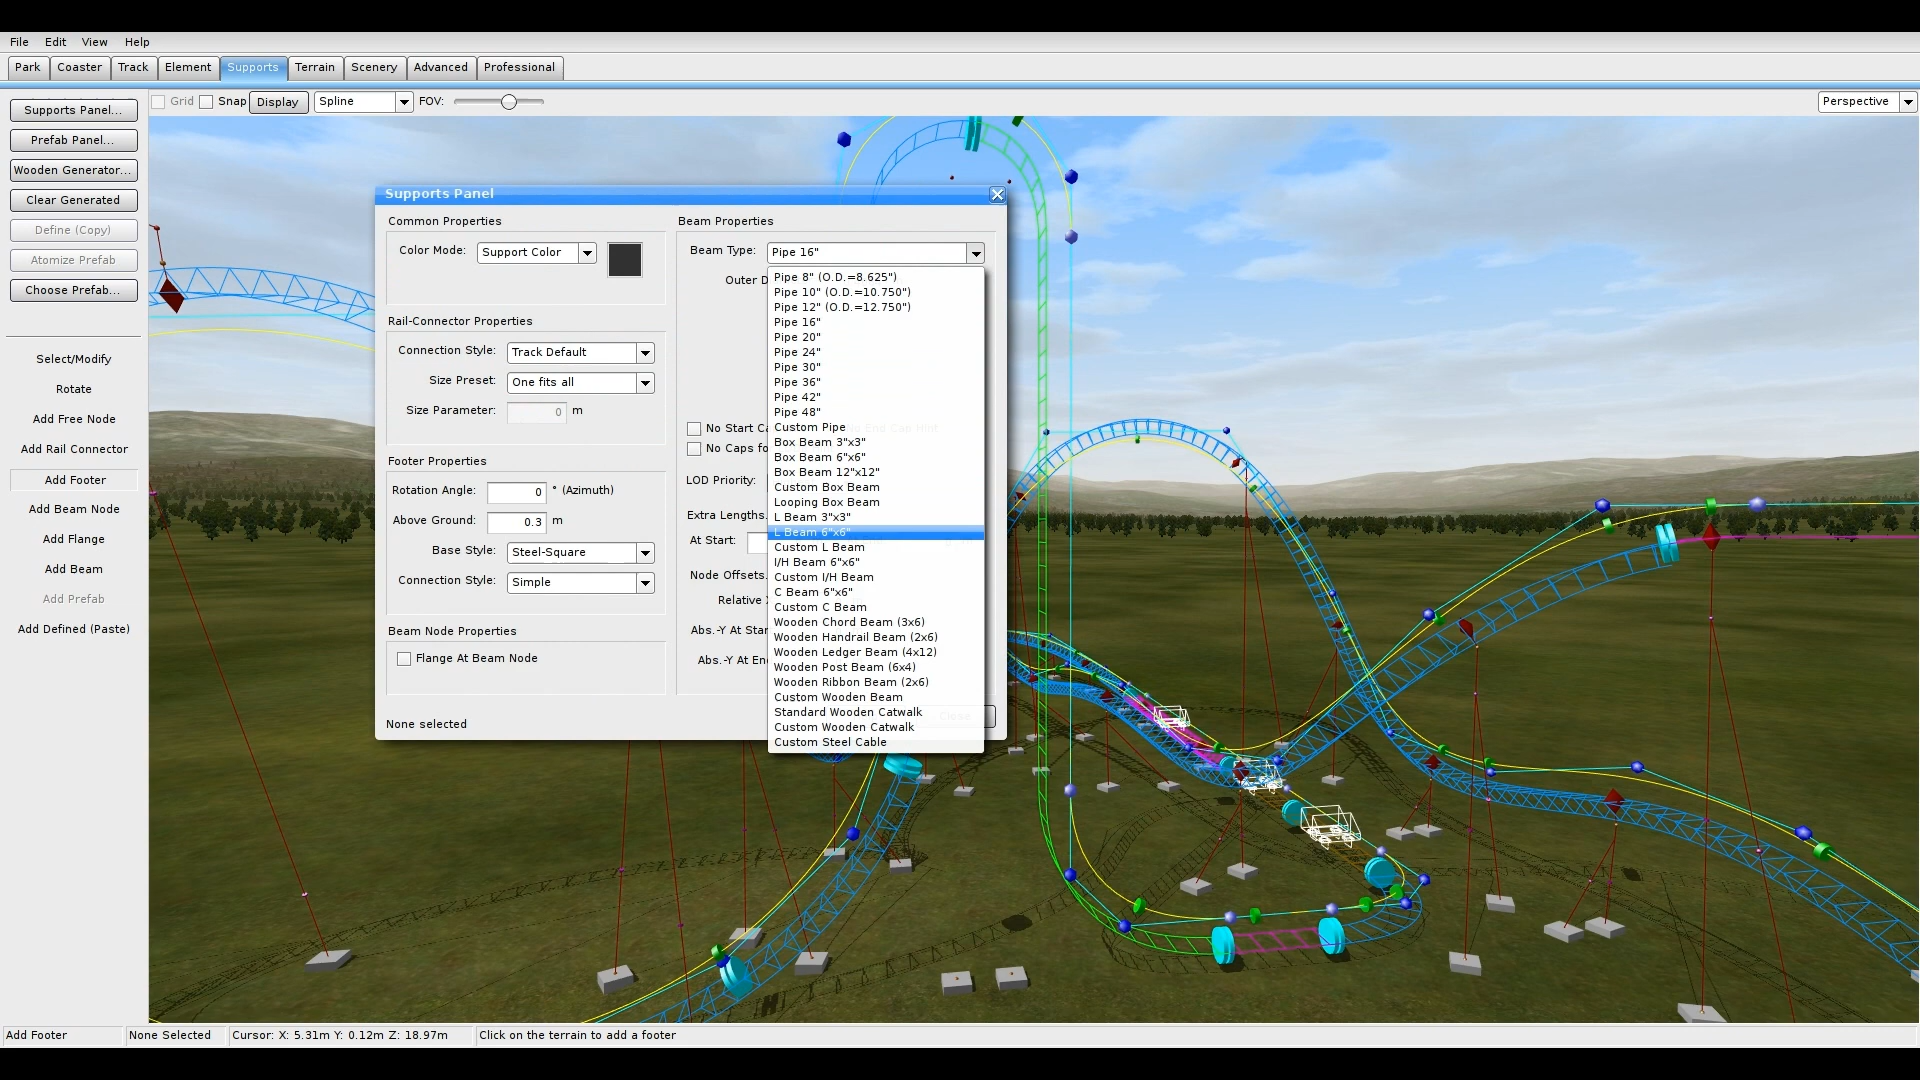 File Edit View Help
Park Coaster Track Element Supports Terrain Scenery Advanced Professional
Grid Snap Display Spline FOV: Perspective
Supports Panel...
Prefab Panel...
Wooden Generator...
Clear Generated
Define (Copy)
Atomize Prefab
Choose Prefab...
Select/Modify
Rotate
Add Free Node
Add Rail Connector
Add Footer
Add Beam Node
Add Flange
Add Beam
Add Prefab
Add Defined (Paste)
Supports Panel
Common Properties
Color Mode: Support Color
Rail-Connector Properties
Connection Style: Track Default
Size Preset: One fits all
Size Parameter: 0 m
Footer Properties
Rotation Angle: 0 ° (Azimuth)
Above Ground: 0.3 m
Base Style: Steel-Square
Connection Style: Simple
Beam Node Properties
Flange At Beam Node
None selected
Beam Properties
Beam Type: Pipe 16"
Outer D
No Start Ca
No End Cap Hint
No Caps fo
LOD Priority:
Extra Lengths.
At Start:
Node Offsets.
Relative X
Abs.-Y At Star
Abs.-Y At End
Close
Pipe 8" (O.D.=8.625")
Pipe 10" (O.D.=10.750")
Pipe 12" (O.D.=12.750")
Pipe 16"
Pipe 20"
Pipe 24"
Pipe 30"
Pipe 36"
Pipe 42"
Pipe 48"
Custom Pipe
Box Beam 3"x3"
Box Beam 6"x6"
Box Beam 12"x12"
Custom Box Beam
Looping Box Beam
L Beam 3"x3"
L Beam 6"x6"
Custom L Beam
I/H Beam 6"x6"
Custom I/H Beam
C Beam 6"x6"
Custom C Beam
Wooden Chord Beam (3x6)
Wooden Handrail Beam (2x6)
Wooden Ledger Beam (4x12)
Wooden Post Beam (6x4)
Wooden Ribbon Beam (2x6)
Custom Wooden Beam
Standard Wooden Catwalk
Custom Wooden Catwalk
Custom Steel Cable
Add Footer None Selected Cursor: X: 5.31m Y: 0.12m Z: 18.97m Click on the terrain to add a footer